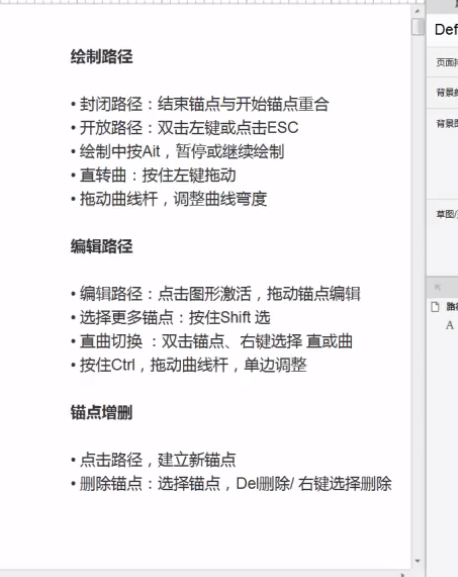 绘制路径
• 封闭路径：结束锚点与开始锚点重合
• 开放路径：双击左键或点击ESC
• 绘制中按Ait，暂停或继续绘制
• 直转曲：按住左键拖动
• 拖动曲线杆，调整曲线弯度
编辑路径
• 编辑路径：点击图形激活，拖动锚点编辑
• 选择更多锚点：按住Shift 选
• 直曲切换 ：双击锚点、右键选择 直或曲
• 按住Ctrl，拖动曲线杆，单边调整
锚点增删
• 点击路径，建立新锚点
• 删除锚点：选择锚点，Del删除/ 右键选择删除
Def
页面
背景
背景
草图/
路
A